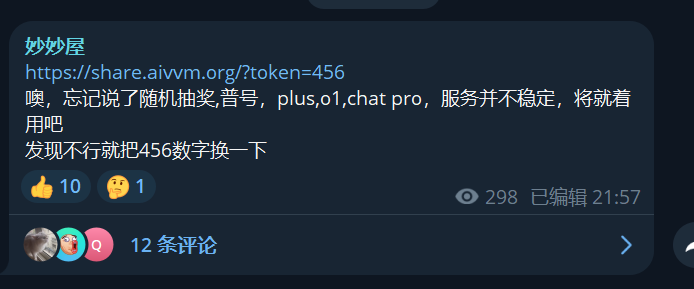 妙妙屋
https://share.aivvm.org/?token=456
噢，忘记说了随机抽奖,普号，plus,o1,chat pro，服务并不稳定，将就着
用吧
发现不行就把456数字换一下
👍 10 🤔 1
298 已编辑 21:57
Q
12 条评论